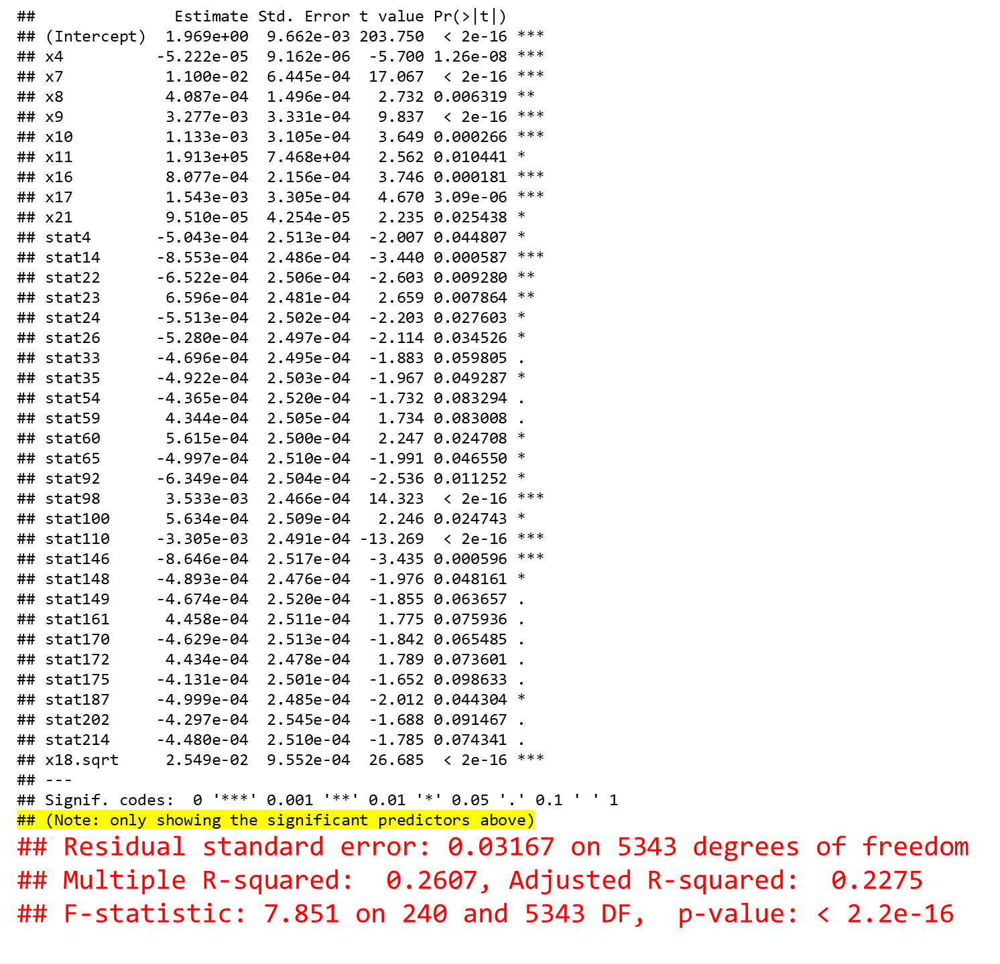 ##               Estimate Std. Error t value Pr(>|t|)
## (Intercept)  1.969e+00  9.662e-03 203.750  < 2e-16 ***
## x4          -5.222e-05  9.162e-06  -5.700 1.26e-08 ***
## x7           1.100e-02  6.445e-04  17.067  < 2e-16 ***
## x8           4.087e-04  1.496e-04   2.732 0.006319 **
## x9           3.277e-03  3.331e-04   9.837  < 2e-16 ***
## x10          1.133e-03  3.105e-04   3.649 0.000266 ***
## x11          1.913e+05  7.468e+04   2.562 0.010441 *
## x16          8.077e-04  2.156e-04   3.746 0.000181 ***
## x17          1.543e-03  3.305e-04   4.670 3.09e-06 ***
## x21          9.510e-05  4.254e-05   2.235 0.025438 *
## stat4       -5.043e-04  2.513e-04  -2.007 0.044807 *
## stat14      -8.553e-04  2.486e-04  -3.440 0.000587 ***
## stat22      -6.522e-04  2.506e-04  -2.603 0.009280 **
## stat23       6.596e-04  2.481e-04   2.659 0.007864 **
## stat24      -5.513e-04  2.502e-04  -2.203 0.027603 *
## stat26      -5.280e-04  2.497e-04  -2.114 0.034526 *
## stat33      -4.696e-04  2.495e-04  -1.883 0.059805 .
## stat35      -4.922e-04  2.503e-04  -1.967 0.049287 *
## stat54      -4.365e-04  2.520e-04  -1.732 0.083294 .
## stat59       4.344e-04  2.505e-04   1.734 0.083008 .
## stat60       5.615e-04  2.500e-04   2.247 0.024708 *
## stat65      -4.997e-04  2.510e-04  -1.991 0.046550 *
## stat92      -6.349e-04  2.504e-04  -2.536 0.011252 *
## stat98       3.533e-03  2.466e-04  14.323  < 2e-16 ***
## stat100      5.634e-04  2.509e-04   2.246 0.024743 *
## stat110     -3.305e-03  2.491e-04 -13.269  < 2e-16 ***
## stat146     -8.646e-04  2.517e-04  -3.435 0.000596 ***
## stat148     -4.893e-04  2.476e-04  -1.976 0.048161 *
## stat149     -4.674e-04  2.520e-04  -1.855 0.063657 .
## stat161      4.458e-04  2.511e-04   1.775 0.075936 .
## stat170     -4.629e-04  2.513e-04  -1.842 0.065485 .
## stat172      4.434e-04  2.478e-04   1.789 0.073601 .
## stat175     -4.131e-04  2.501e-04  -1.652 0.098633 .
## stat187     -4.999e-04  2.485e-04  -2.012 0.044304 *
## stat202     -4.297e-04  2.545e-04  -1.688 0.091467 .
## stat214     -4.480e-04  2.510e-04  -1.785 0.074341 .
## x18.sqrt     2.549e-02  9.552e-04  26.685  < 2e-16 ***
## ---
## Signif. codes:  0 '***' 0.001 '**' 0.01 '*' 0.05 '.' 0.1 ' ' 1
## (Note: only showing the significant predictors above)
## Residual standard error: 0.03167 on 5343 degrees of freedom
## Multiple R-squared:  0.2607, Adjusted R-squared:  0.2275
## F-statistic: 7.851 on 240 and 5343 DF,  p-value: < 2.2e-16